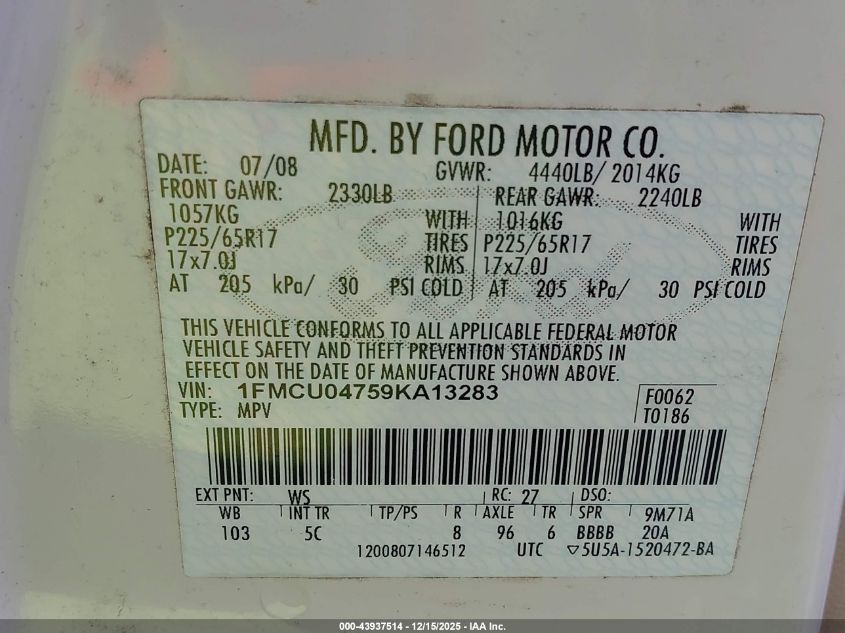 MFD. BY FORD MOTOR CO.
DATE: 07/08 GVWR: 4440LB/ 2014KG
FRONT GAWR: 2330LB REAR GAWR: 2240LB
1057KG WITH 1016KG WITH
P225/65R17 TIRES P225/65R17 TIRES
17x7.0J RIMS 17x7.0J RIMS
AT 205 kPa/ 30 PSI COLD AT 205 kPa/ 30 PSI COLD
THIS VEHICLE CONFORMS TO ALL APPLICABLE FEDERAL MOTOR
VEHICLE SAFETY AND THEFT PREVENTION STANDARDS IN
EFFECT ON THE DATE OF MANUFACTURE SHOWN ABOVE.
VIN: 1FMCU04759KA13283 F0062
TYPE: MPV T0186
EXT PNT: WS RC: 27 DSO:
WB INT TR TP/PS R AXLE TR SPR 9M71A
103 5C 8 96 6 BBBB 20A
1200807146512 UTC ▽5U5A-1520472-BA
000-43937514 - 12/15/2025 - IAA Inc.